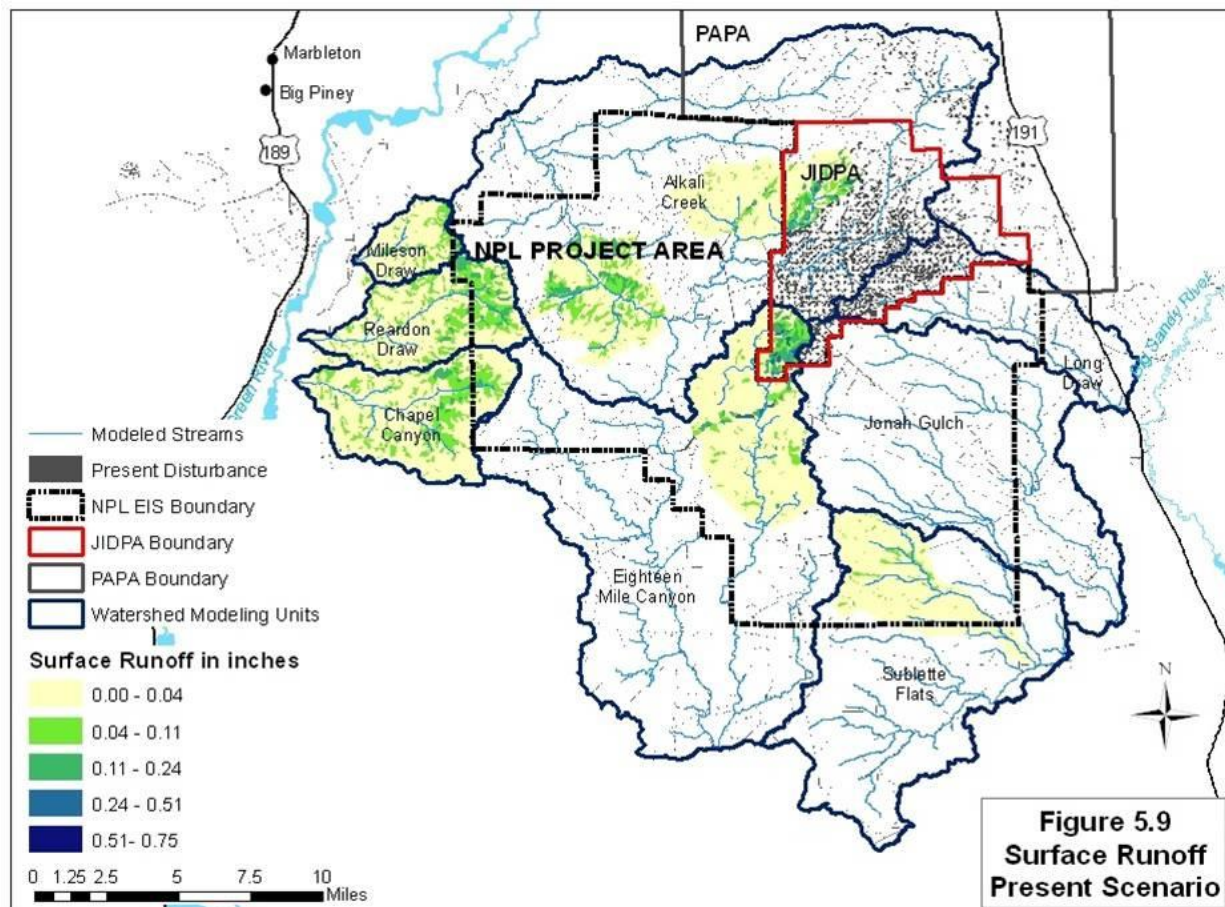 PAPA
Marbleton
Big Piney
189
191
Alkali
Creek
JIDPA
Mileson
Draw
NPL PROJECT AREA
Reardon
Draw
Long
Draw
Chapel
Canyon
Jonah Gulch
Eighteen
Mile Canyon
Sublette
Flats
Sandy River
River
Modeled Streams
Present Disturbance
NPL EIS Boundary
JIDPA Boundary
PAPA Boundary
Watershed Modeling Units
Surface Runoff in inches
0.00 - 0.04
0.04 - 0.11
0.11 - 0.24
0.24 - 0.51
0.51- 0.75
0 1.25 2.5 5 7.5 10
Miles
N
Figure 5.9
Surface Runoff
Present Scenario